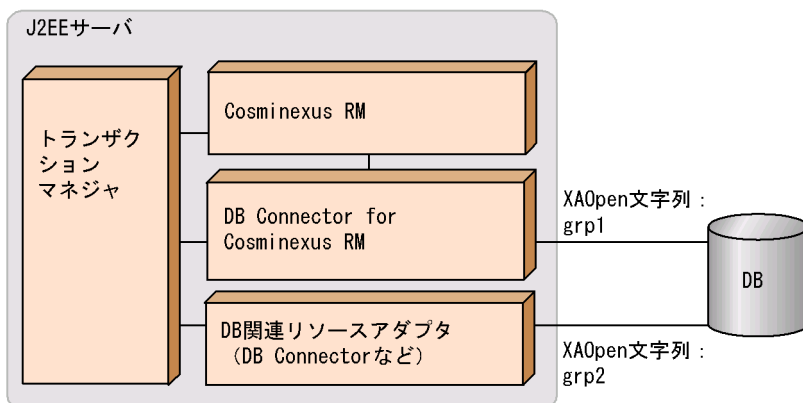 J2EEサーバ
トランザク
ション
マネジャ
Cosminexus RM
DB Connector for
Cosminexus RM
DB関連リソースアダプタ
（DB Connectorなど）
XAOpen文字列：
grp1
DB
XAOpen文字列：
grp2